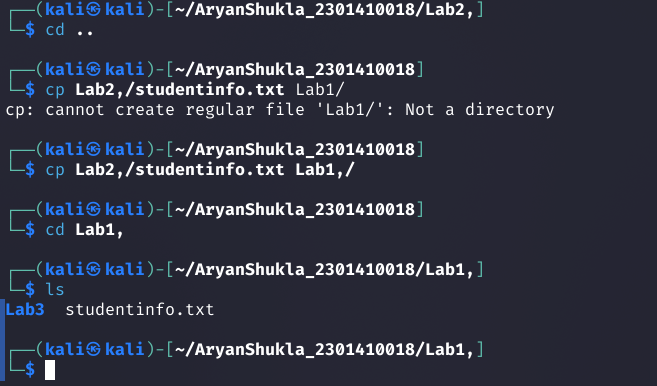 ┌──(kali㉿kali)-[~/AryanShukla_2301410018/Lab2,]
└─$ cd ..
┌──(kali㉿kali)-[~/AryanShukla_2301410018]
└─$ cp Lab2,/studentinfo.txt Lab1/
cp: cannot create regular file 'Lab1/': Not a directory
┌──(kali㉿kali)-[~/AryanShukla_2301410018]
└─$ cp Lab2,/studentinfo.txt Lab1,/
┌──(kali㉿kali)-[~/AryanShukla_2301410018]
└─$ cd Lab1,
┌──(kali㉿kali)-[~/AryanShukla_2301410018/Lab1,]
└─$ ls
Lab3  studentinfo.txt
┌──(kali㉿kali)-[~/AryanShukla_2301410018/Lab1,]
└─$